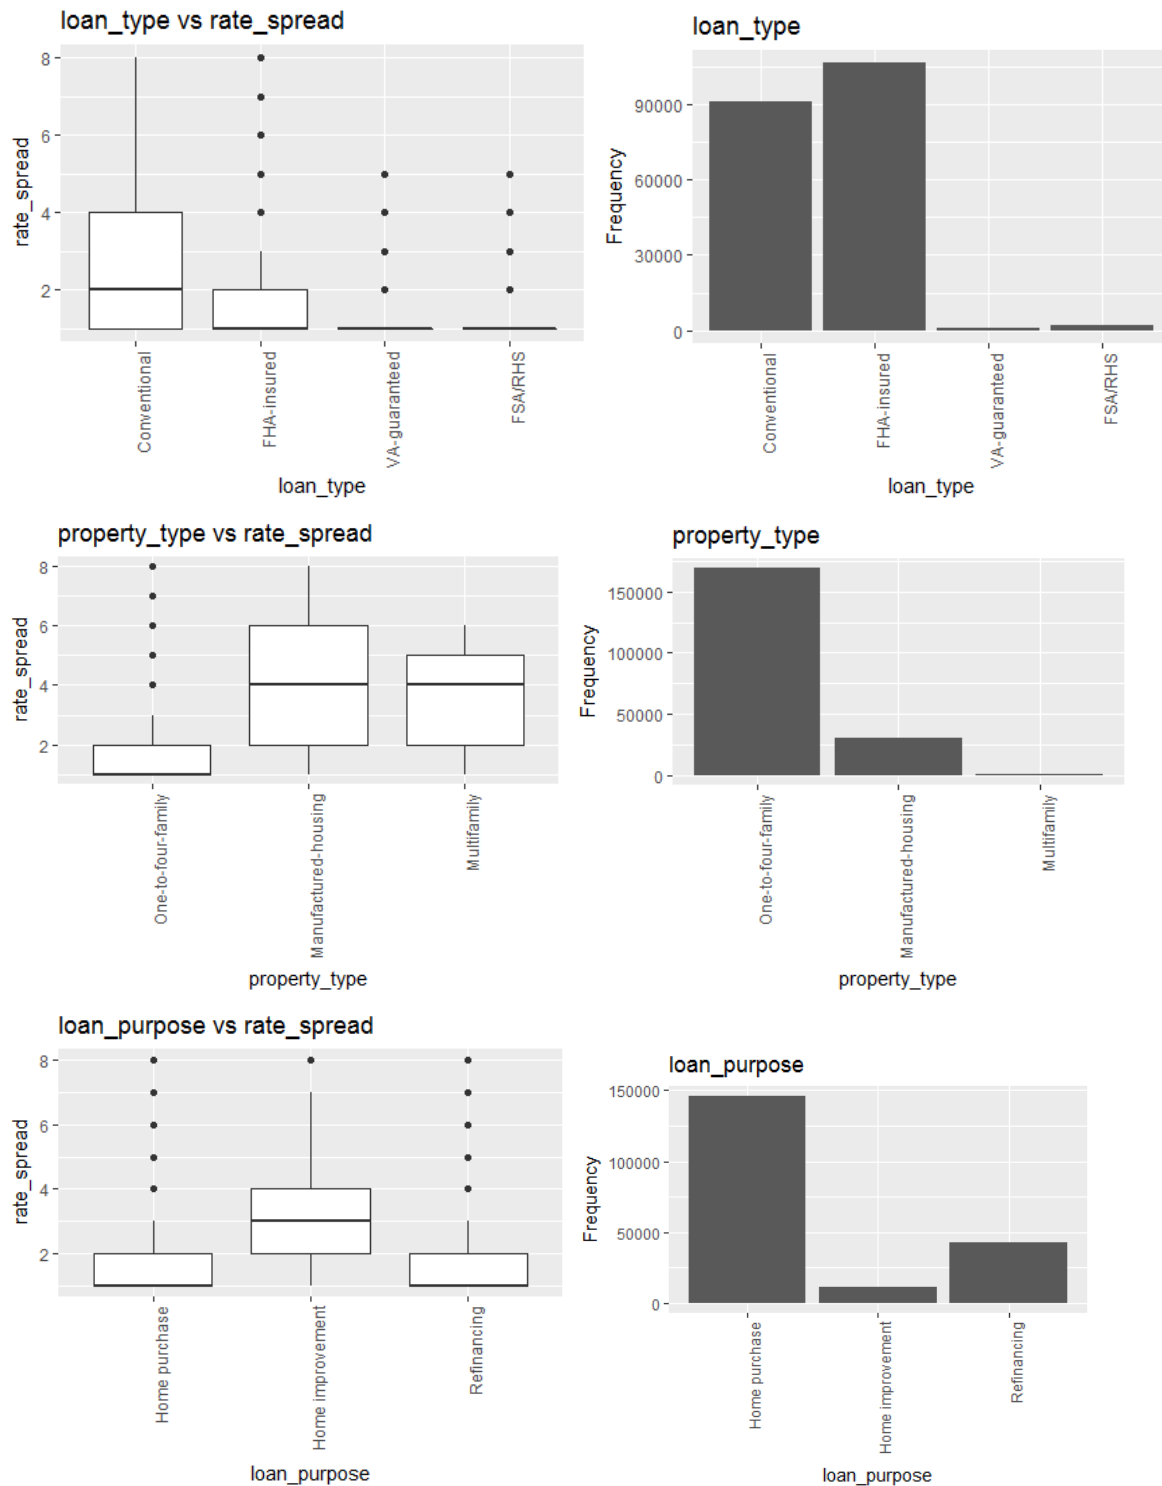 loan_type vs rate_spread
rate_spread
8
6
4
2
Conventional
FHA-insured
VA-guaranteed
FSA/RHS
loan_type
loan_type
Frequency
90000
60000
30000
0
Conventional
FHA-insured
VA-guaranteed
FSA/RHS
loan_type
property_type vs rate_spread
rate_spread
8
6
4
2
One-to-four-family
Manufactured-housing
Multifamily
property_type
property_type
Frequency
150000
100000
50000
0
One-to-four-family
Manufactured-housing
Multifamily
property_type
loan_purpose vs rate_spread
rate_spread
8
6
4
2
Home purchase
Home improvement
Refinancing
loan_purpose
loan_purpose
Frequency
150000
100000
50000
0
Home purchase
Home improvement
Refinancing
loan_purpose